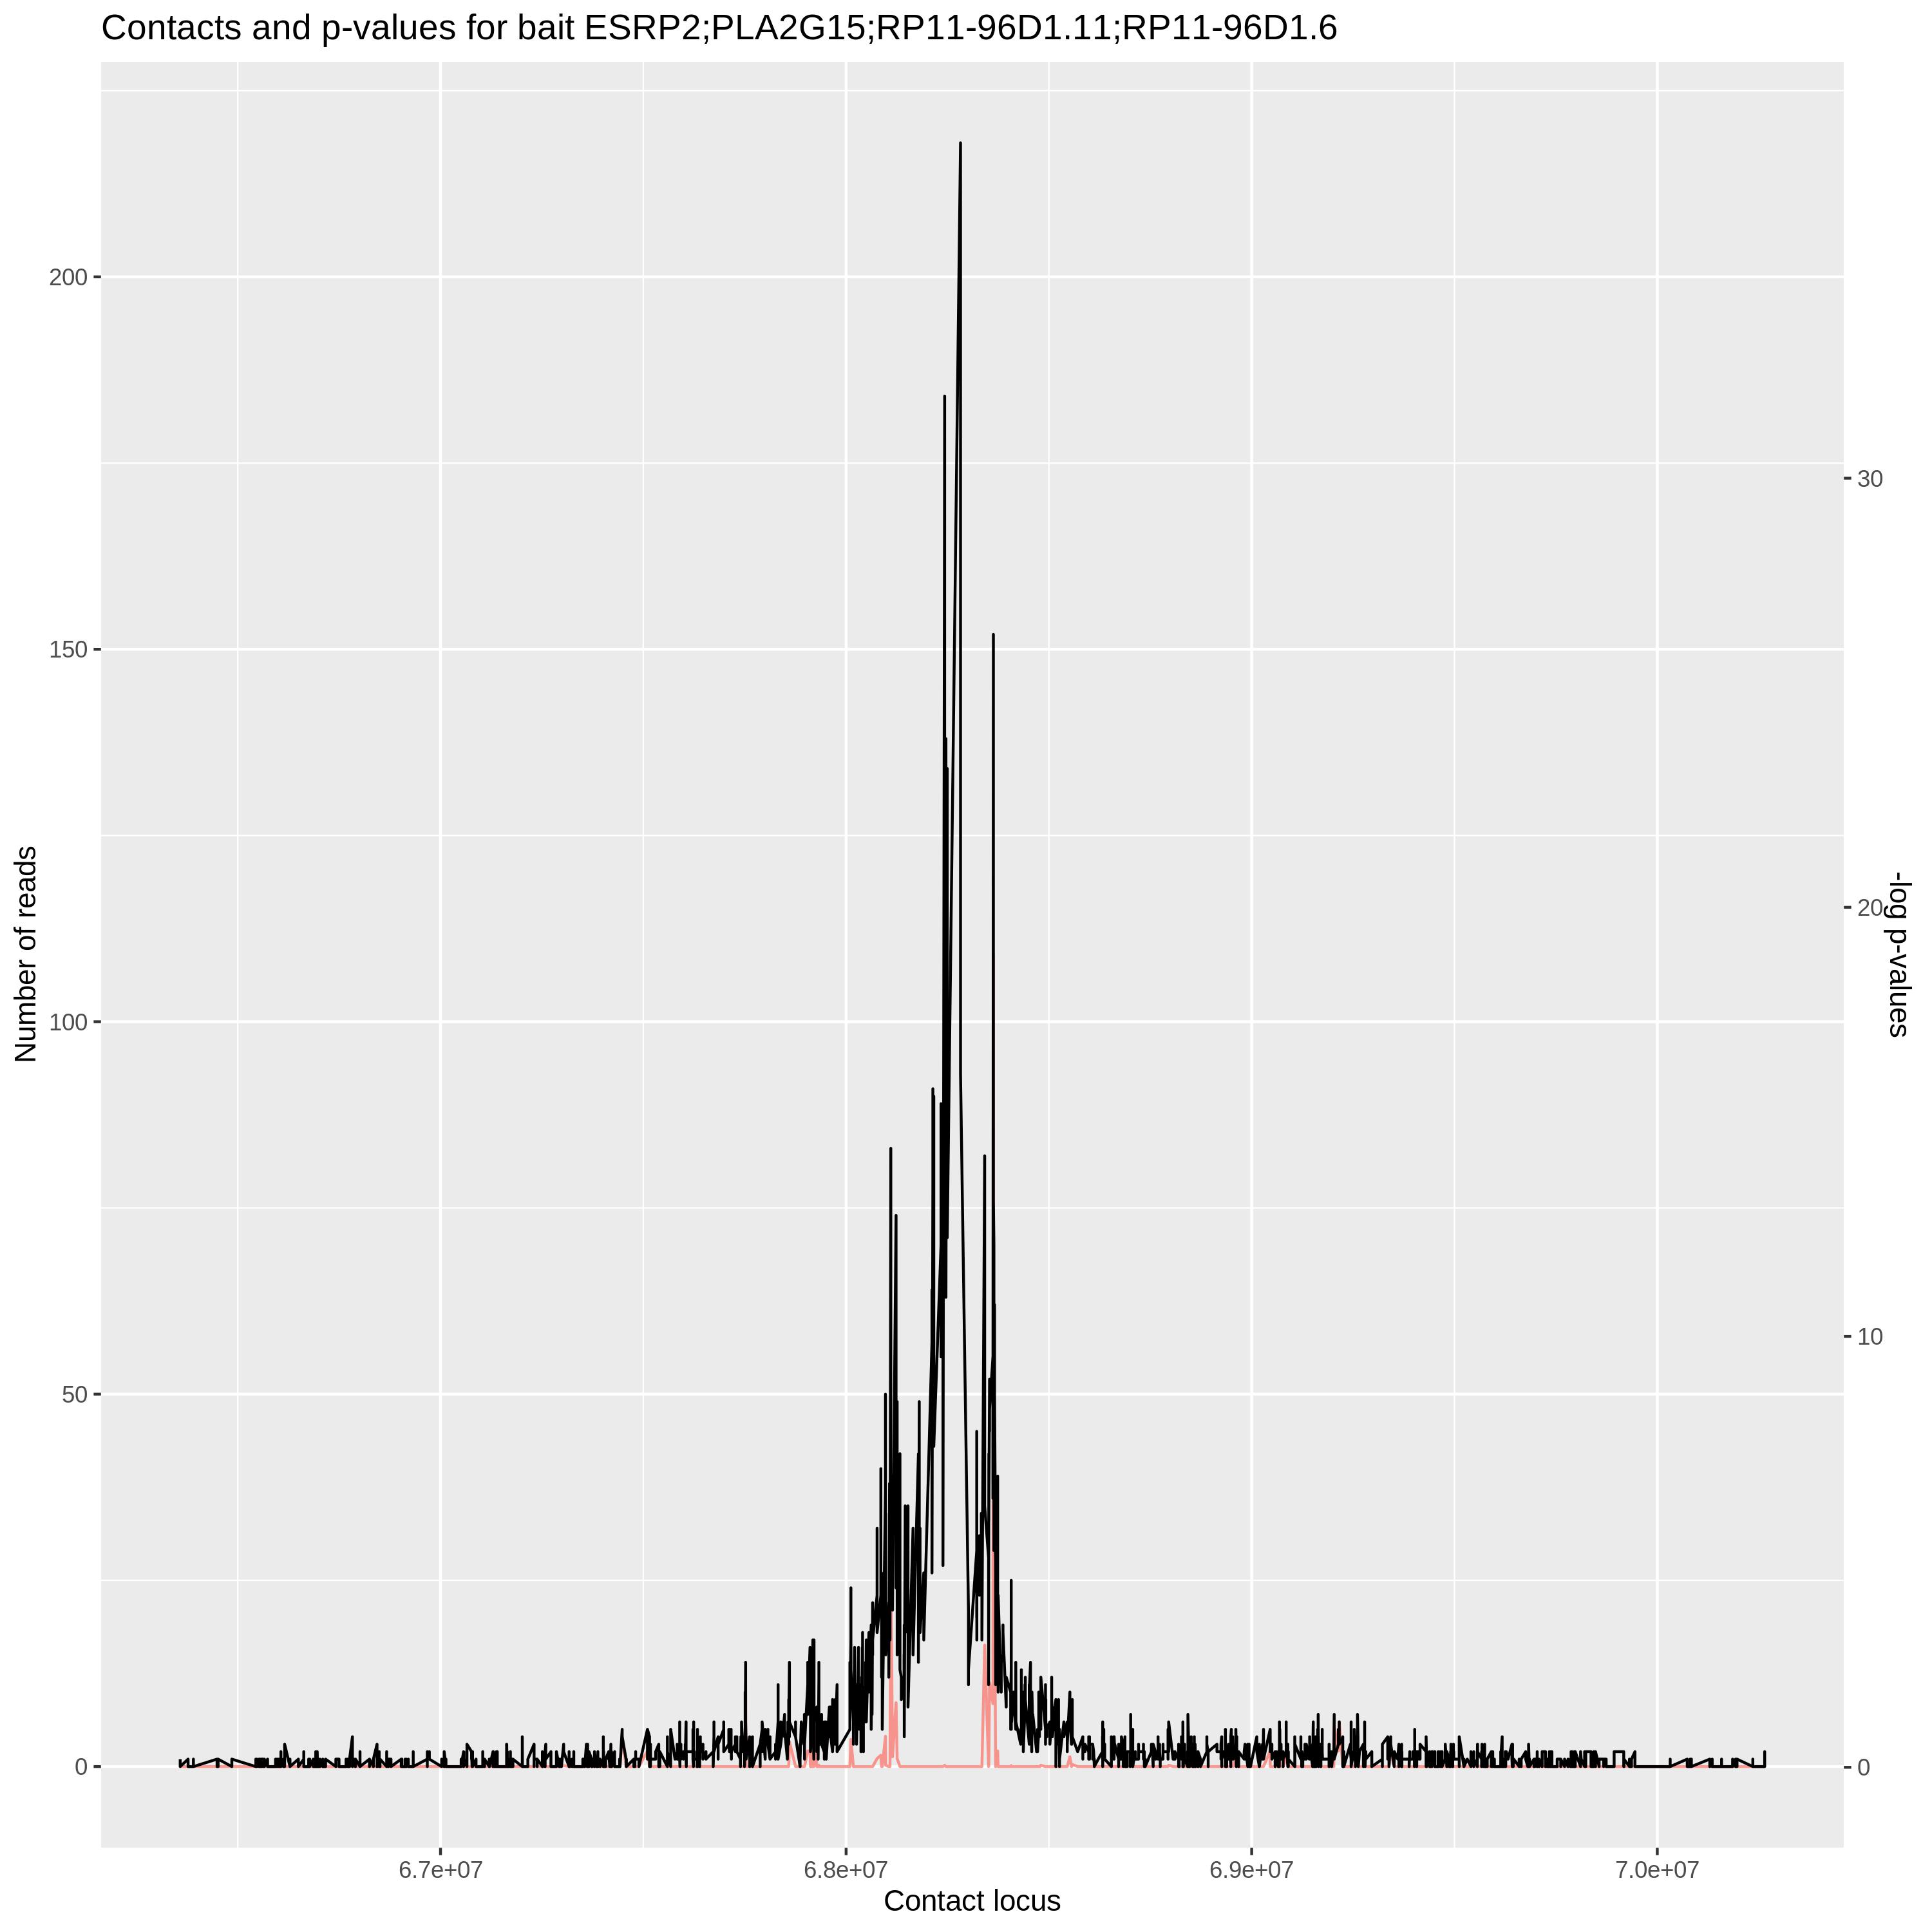 Contacts and p-values for bait ESRP2;PLA2G15;RP11-96D1.11;RP11-96D1.6
200
150
100
50
0
Number of reads
30
20
10
0
-log p-values
6.7e+07
6.8e+07
6.9e+07
7.0e+07
Contact locus